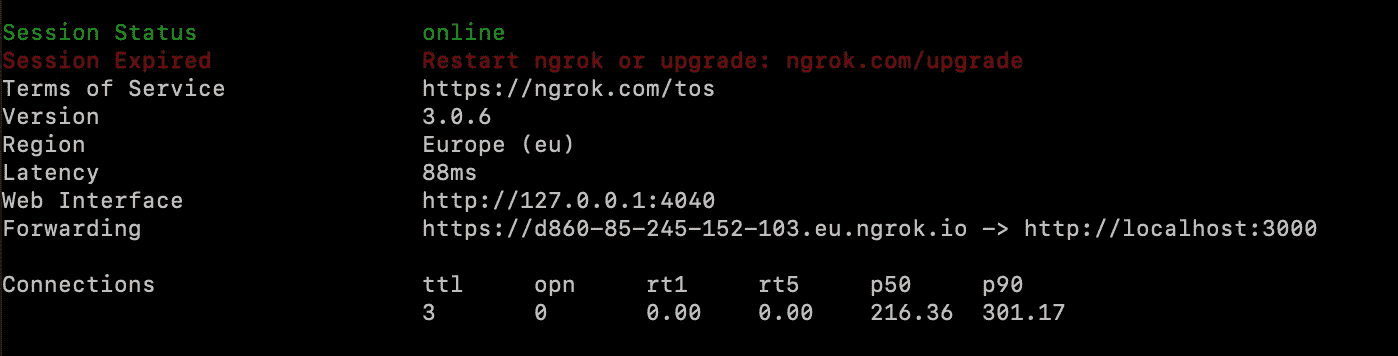 Session Status online
Session Expired Restart ngrok or upgrade: ngrok.com/upgrade
Terms of Service https://ngrok.com/tos
Version 3.0.6
Region Europe (eu)
Latency 88ms
Web Interface http://127.0.0.1:4040
Forwarding https://d860-85-245-152-103.eu.ngrok.io -> http://localhost:3000
Connections ttl opn rt1 rt5 p50 p90
3 0 0.00 0.00 216.36 301.17